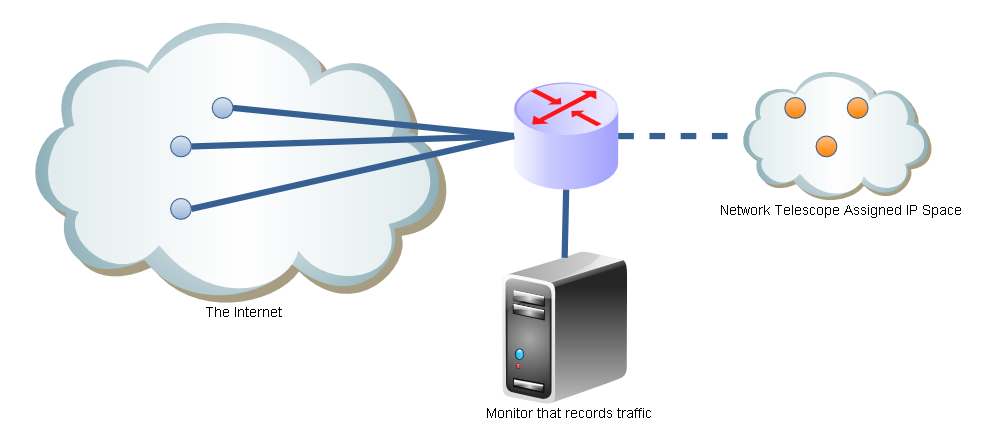 Network Telescope Assigned IP Space
The Internet
Monitor that records traffic